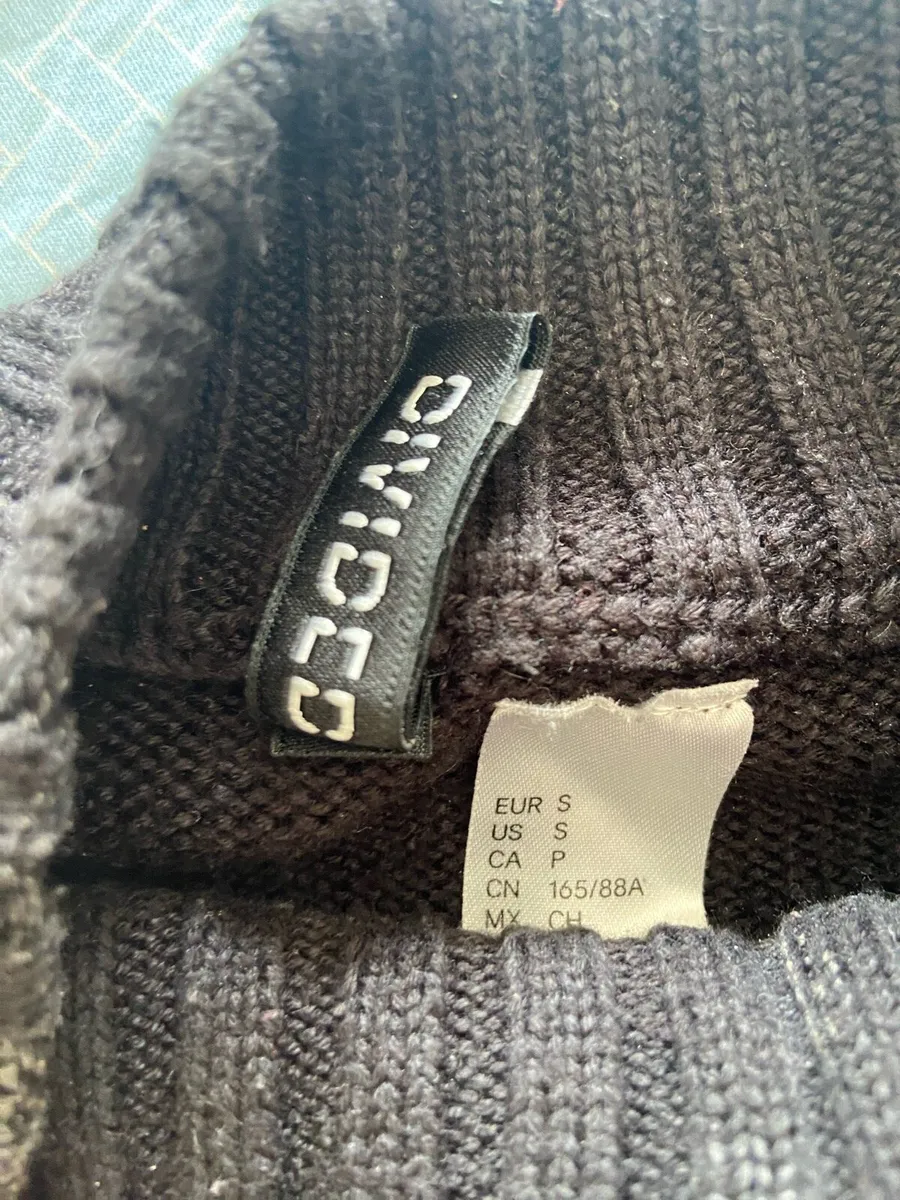 DIVIDED
EUR S
US S
CA P
CN 165/88A
MX CH